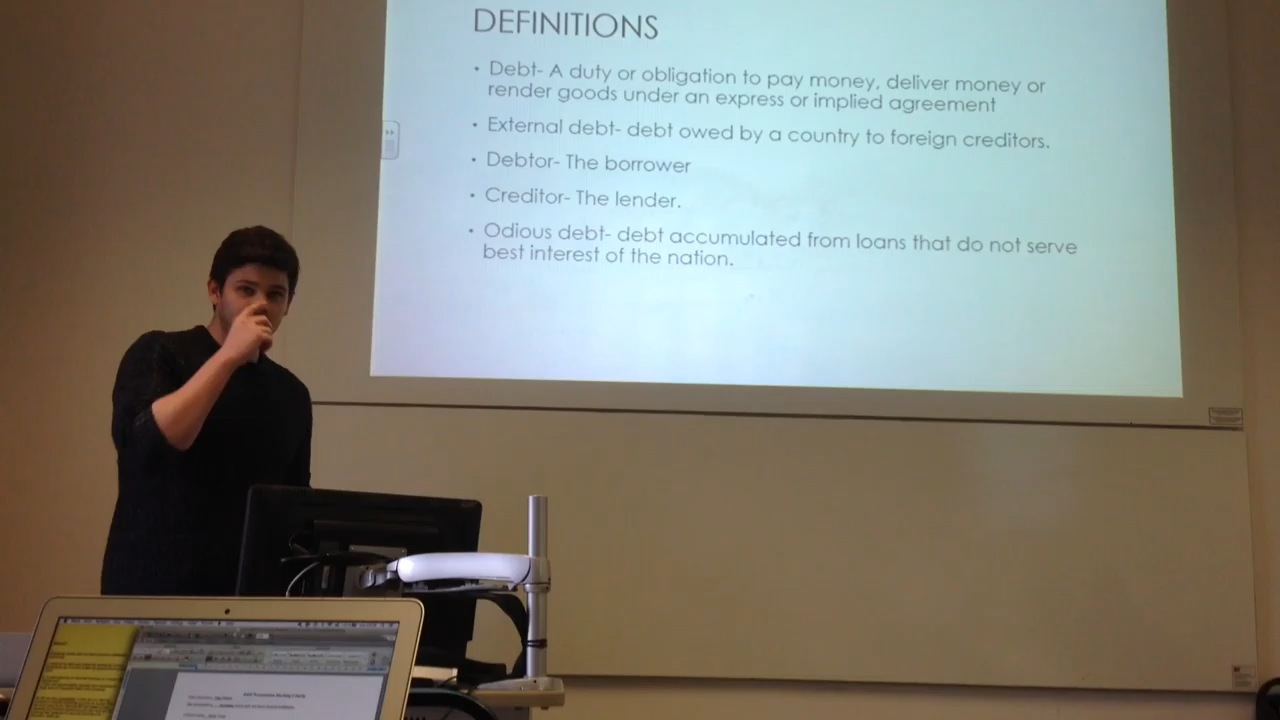 DEFINITIONS
• Debt- A duty or obligation to pay money, deliver money or
render goods under an express or implied agreement
• External debt- debt owed by a country to foreign creditors.
• Debtor- The borrower
• Creditor- The lender.
• Odious debt- debt accumulated from loans that do not serve
best interest of the nation.